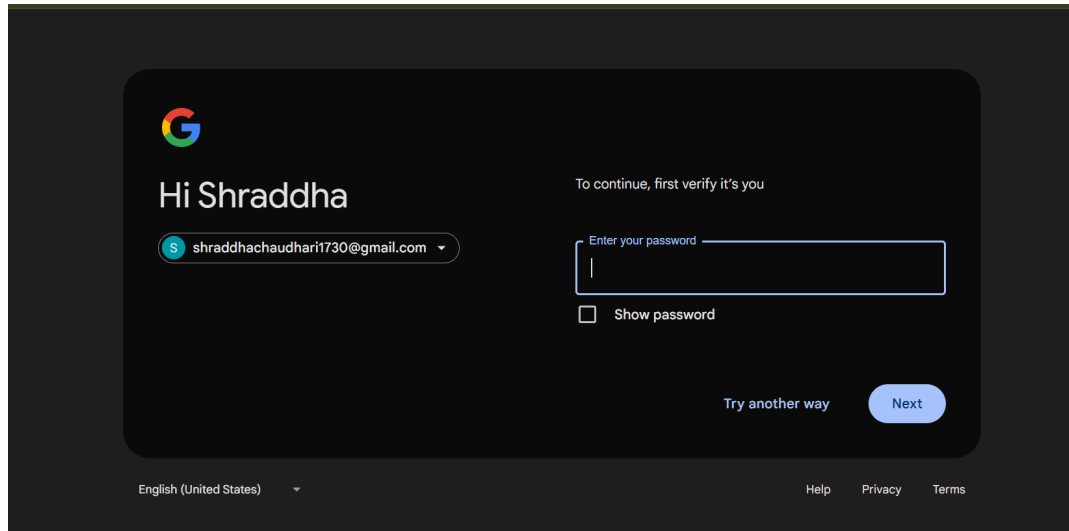 Hi Shraddha
S shraddhachaudhari1730@gmail.com
To continue, first verify it’s you
Enter your password
Show password
Try another way
Next
English (United States)
Help Privacy Terms